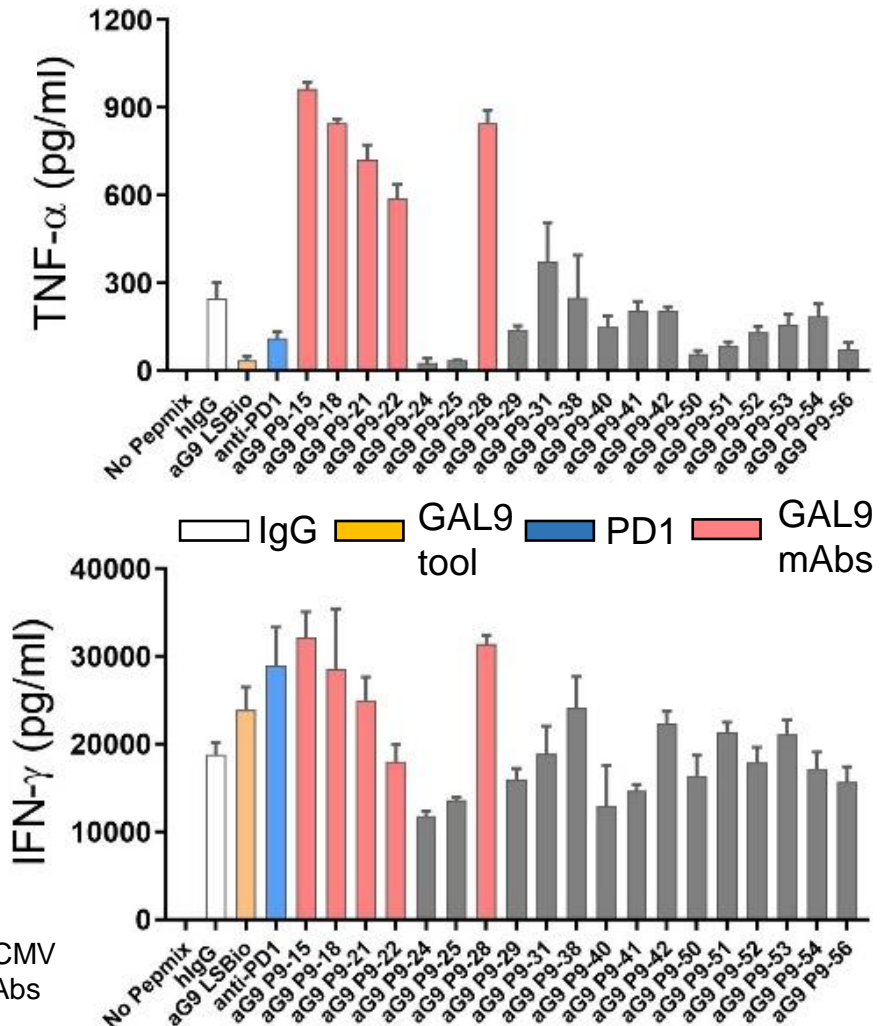 1200
900
600
300
0
TNF-α (pg/ml)
No Pepmix
hIgG
aG9 LSBio
anti-PD1
aG9 P9-15
aG9 P9-18
aG9 P9-21
aG9 P9-22
aG9 P9-24
aG9 P9-25
aG9 P9-28
aG9 P9-29
aG9 P9-31
aG9 P9-38
aG9 P9-40
aG9 P9-41
aG9 P9-42
aG9 P9-50
aG9 P9-51
aG9 P9-52
aG9 P9-53
aG9 P9-54
aG9 P9-56
IgG
GAL9
tool
PD1
GAL9
mAbs
40000
30000
20000
10000
0
IFN-γ (pg/ml)
No Pepmix
hIgG
aG9 LSBio
anti-PD1
aG9 P9-15
aG9 P9-18
aG9 P9-21
aG9 P9-22
aG9 P9-24
aG9 P9-25
aG9 P9-28
aG9 P9-29
aG9 P9-31
aG9 P9-38
aG9 P9-40
aG9 P9-41
aG9 P9-42
aG9 P9-50
aG9 P9-51
aG9 P9-52
aG9 P9-53
aG9 P9-54
aG9 P9-56
CMV
Abs